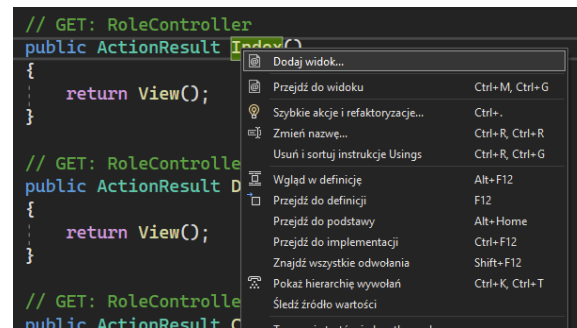 // GET: RoleController
public ActionResult Index()
{
Dodaj widok...
Przejdź do widoku Ctrl+M, Ctrl+G
return View();
Szybkie akcje i refaktoryzacje... Ctrl+.
}
Zmień nazwę... Ctrl+R, Ctrl+R
Usuń i sortuj instrukcje Usings Ctrl+R, Ctrl+G
// GET: RoleControlle
Wgląd w definicję Alt+F12
public ActionResult D
Przejdź do definicji F12
{
Przejdź do podstawy Alt+Home
return View();
Przejdź do implementacji Ctrl+F12
}
Znajdź wszystkie odwołania Shift+F12
Pokaż hierarchię wywołań Ctrl+K, Ctrl+T
// GET: RoleControlle
Śledź źródło wartości
public ActionResult C